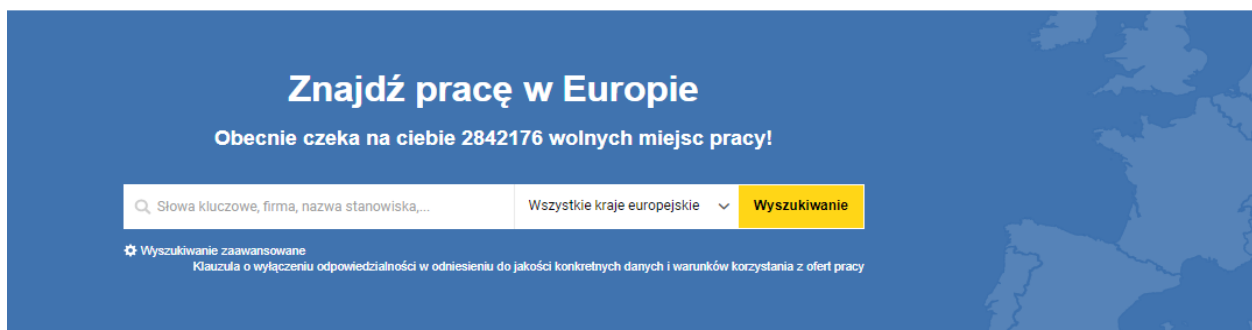 Znajdź pracę w Europie
Obecnie czeka na ciebie 2842176 wolnych miejsc pracy!
Słowa kluczowe, firma, nazwa stanowiska,...
Wszystkie kraje europejskie
Wyszukiwanie
Wyszukiwanie zaawansowane
Klauzula o wyłączeniu odpowiedzialności w odniesieniu do jakości konkretnych danych i warunków korzystania z ofert pracy